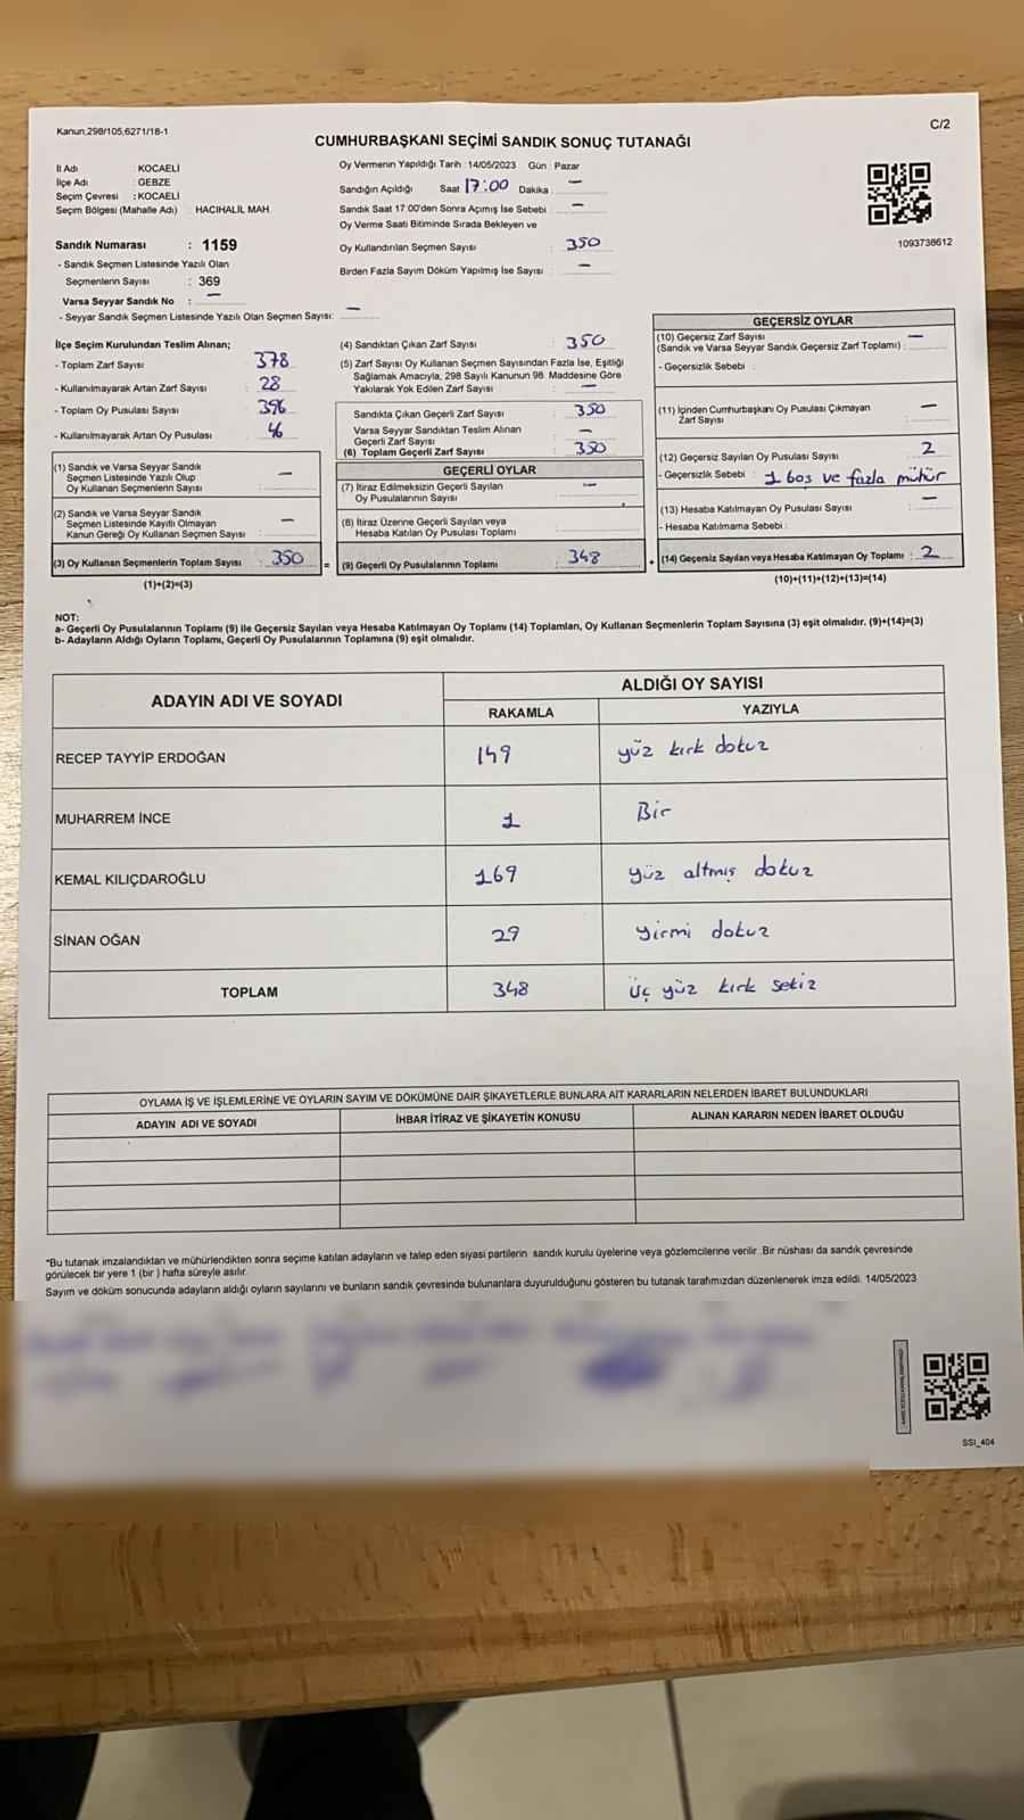 Kanun,298/105,6271/18-1
C/2
CUMHURBAŞKANI SEÇİMİ SANDIK SONUÇ TUTANAĞI
İl Adı : KOCAELİ
İlçe Adı : GEBZE
Seçim Çevresi : KOCAELİ
Seçim Bölgesi (Mahalle Adı) HACIHALİL MAH.
Sandık Numarası : 1159
- Sandık Seçmen Listesinde Yazılı Olan
Seçmenlerin Sayısı : 369
Varsa Seyyar Sandık No : —
- Seyyar Sandık Seçmen Listesinde Yazılı Olan Seçmen Sayısı: —
Oy Vermenin Yapıldığı Tarih : 14/05/2023 Gün : Pazar
Sandığın Açıldığı Saat 17:00 Dakika : —
Sandık Saat 17:00'den Sonra Açımış İse Sebebi : —
Oy Verme Saati Bitiminde Sırada Bekleyen ve
Oy Kullandırılan Seçmen Sayısı : 350
Birden Fazla Sayım Döküm Yapılmış İse Sayısı : —
1093738612
İlçe Seçim Kurulundan Teslim Alınan;
- Toplam Zarf Sayısı : 378
- Kullanılmayarak Artan Zarf Sayısı : 28
- Toplam Oy Pusulası Sayısı : 396
- Kullanılmayarak Artan Oy Pusulası : 46
(1) Sandık ve Varsa Seyyar Sandık
Seçmen Listesinde Yazılı Olup
Oy Kullanan Seçmenlerin Sayısı : —
(2) Sandık ve Varsa Seyyar Sandık
Seçmen Listesinde Kayıtlı Olmayan
Kanun Gereği Oy Kullanan Seçmen Sayısı : —
(3) Oy Kullanan Seçmenlerin Toplam Sayısı : 350 =
(1)+(2)=(3)
(4) Sandıktan Çıkan Zarf Sayısı : 350
(5) Zarf Sayısı Oy Kullanan Seçmen Sayısından Fazla İse, Eşitliği
Sağlamak Amacıyla, 298 Sayılı Kanunun 98. Maddesine Göre
Yakılarak Yok Edilen Zarf Sayısı : —
Sandıkta Çıkan Geçerli Zarf Sayısı : 350
Varsa Seyyar Sandıktan Teslim Alınan
Geçerli Zarf Sayısı : —
(6) Toplam Geçerli Zarf Sayısı : 350
GEÇERLİ OYLAR
(7) İtiraz Edilmeksizin Geçerli Sayılan
Oy Pusulalarının Sayısı : —
(8) İtiraz Üzerine Geçerli Sayılan veya
Hesaba Katılan Oy Pusulası Toplamı
(9) Geçerli Oy Pusulalarının Toplamı : 348 +
GEÇERSİZ OYLAR
(10) Geçersiz Zarf Sayısı
(Sandık ve Varsa Seyyar Sandık Geçersiz Zarf Toplamı) : —
- Geçersizlik Sebebi :
(11) İçinden Cumhurbaşkanı Oy Pusulası Çıkmayan
Zarf Sayısı —
(12) Geçersiz Sayılan Oy Pusulası Sayısı : 2
- Geçersizlik Sebebi : 1 boş ve fazla mühür
(13) Hesaba Katılmayan Oy Pusulası Sayısı : —
- Hesaba Katılmama Sebebi :
(14) Geçersiz Sayılan veya Hesaba Katılmayan Oy Toplamı : 2
(10)+(11)+(12)+(13)=(14)
NOT:
a- Geçerli Oy Pusulalarının Toplamı (9) ile Geçersiz Sayılan veya Hesaba Katılmayan Oy Toplamı (14) Toplamları, Oy Kullanan Seçmenlerin Toplam Sayısına (3) eşit olmalıdır. (9)+(14)=(3)
b- Adayların Aldığı Oyların Toplamı, Geçerli Oy Pusulalarının Toplamına (9) eşit olmalıdır.
ADAYIN ADI VE SOYADI
ALDIĞI OY SAYISI
RAKAMLA YAZIYLA
RECEP TAYYİP ERDOĞAN 149 yüz kırk dokuz
MUHARREM İNCE 1 Bir
KEMAL KILIÇDAROĞLU 169 yüz altmış dokuz
SİNAN OĞAN 29 yirmi dokuz
TOPLAM 348 üç yüz kırk sekiz
OYLAMA İŞ VE İŞLEMLERİNE VE OYLARIN SAYIM VE DÖKÜMÜNE DAİR ŞİKAYETLERLE BUNLARA AİT KARARLARIN NELERDEN İBARET BULUNDUKLARI
ADAYIN ADI VE SOYADI İHBAR İTİRAZ VE ŞİKAYETİN KONUSU ALINAN KARARIN NEDEN İBARET OLDUĞU
*Bu tutanak imzalandıktan ve mühürlendikten sonra seçime katılan adayların ve talep eden siyasi partilerin sandık kurulu üyelerine veya gözlemcilerine verilir. Bir nüshası da sandık çevresinde
görülecek bir yere 1 (bir) hafta süreyle asılır.
Sayım ve döküm sonucunda adayların aldığı oyların sayılarını ve bunların sandık çevresinde bulunanlara duyurulduğunu gösteren bu tutanak tarafımızdan düzenlenerek imza edildi. 14/05/2023
SSI_404